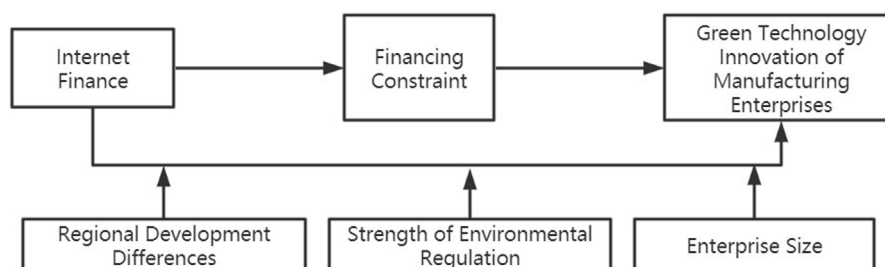 Internet
Finance
Financing
Constraint
Green Technology
Innovation of
Manufacturing
Enterprises
Regional Development
Differences
Strength of Environmental
Regulation
Enterprise Size